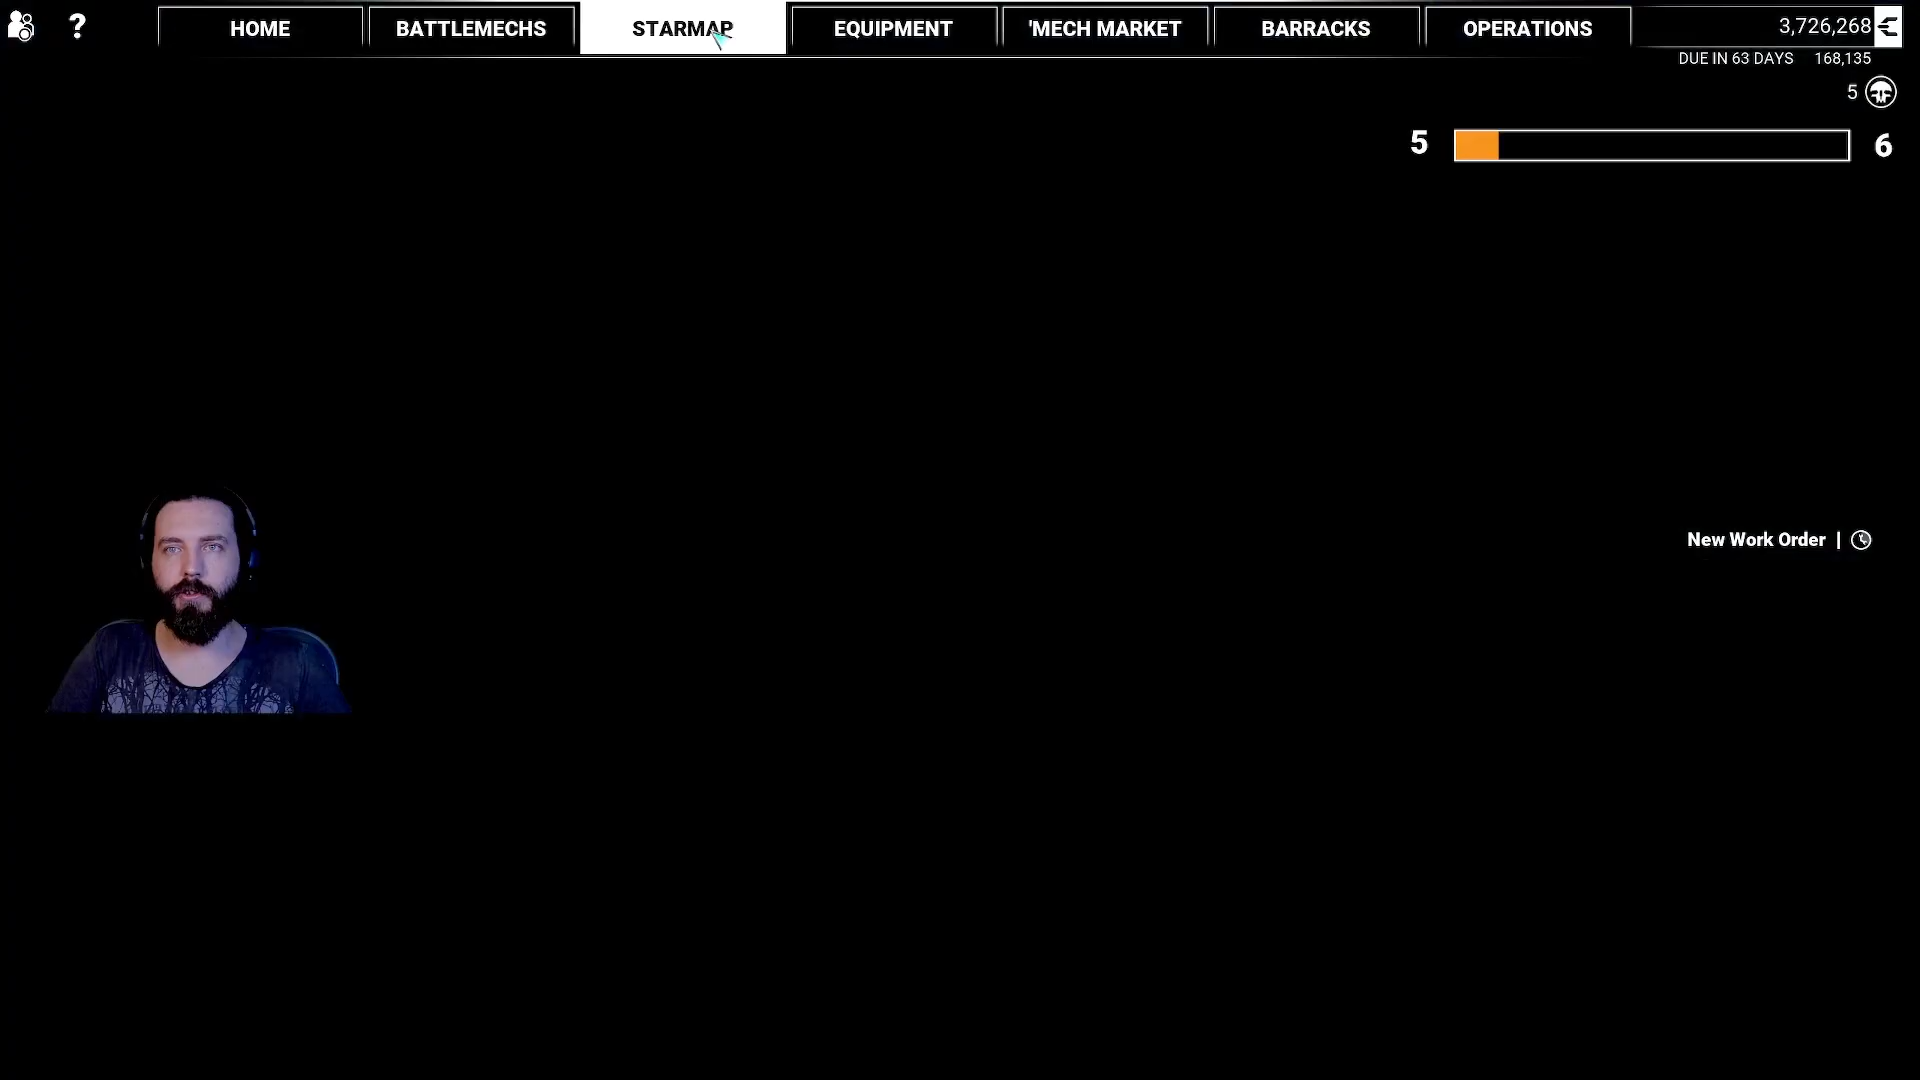 ? HOME BATTLEMECHS STARMAP EQUIPMENT 'MECH MARKET BARRACKS OPERATIONS 3,726,268
DUE IN 63 DAYS 168,135
5
5 6
New Work Order |